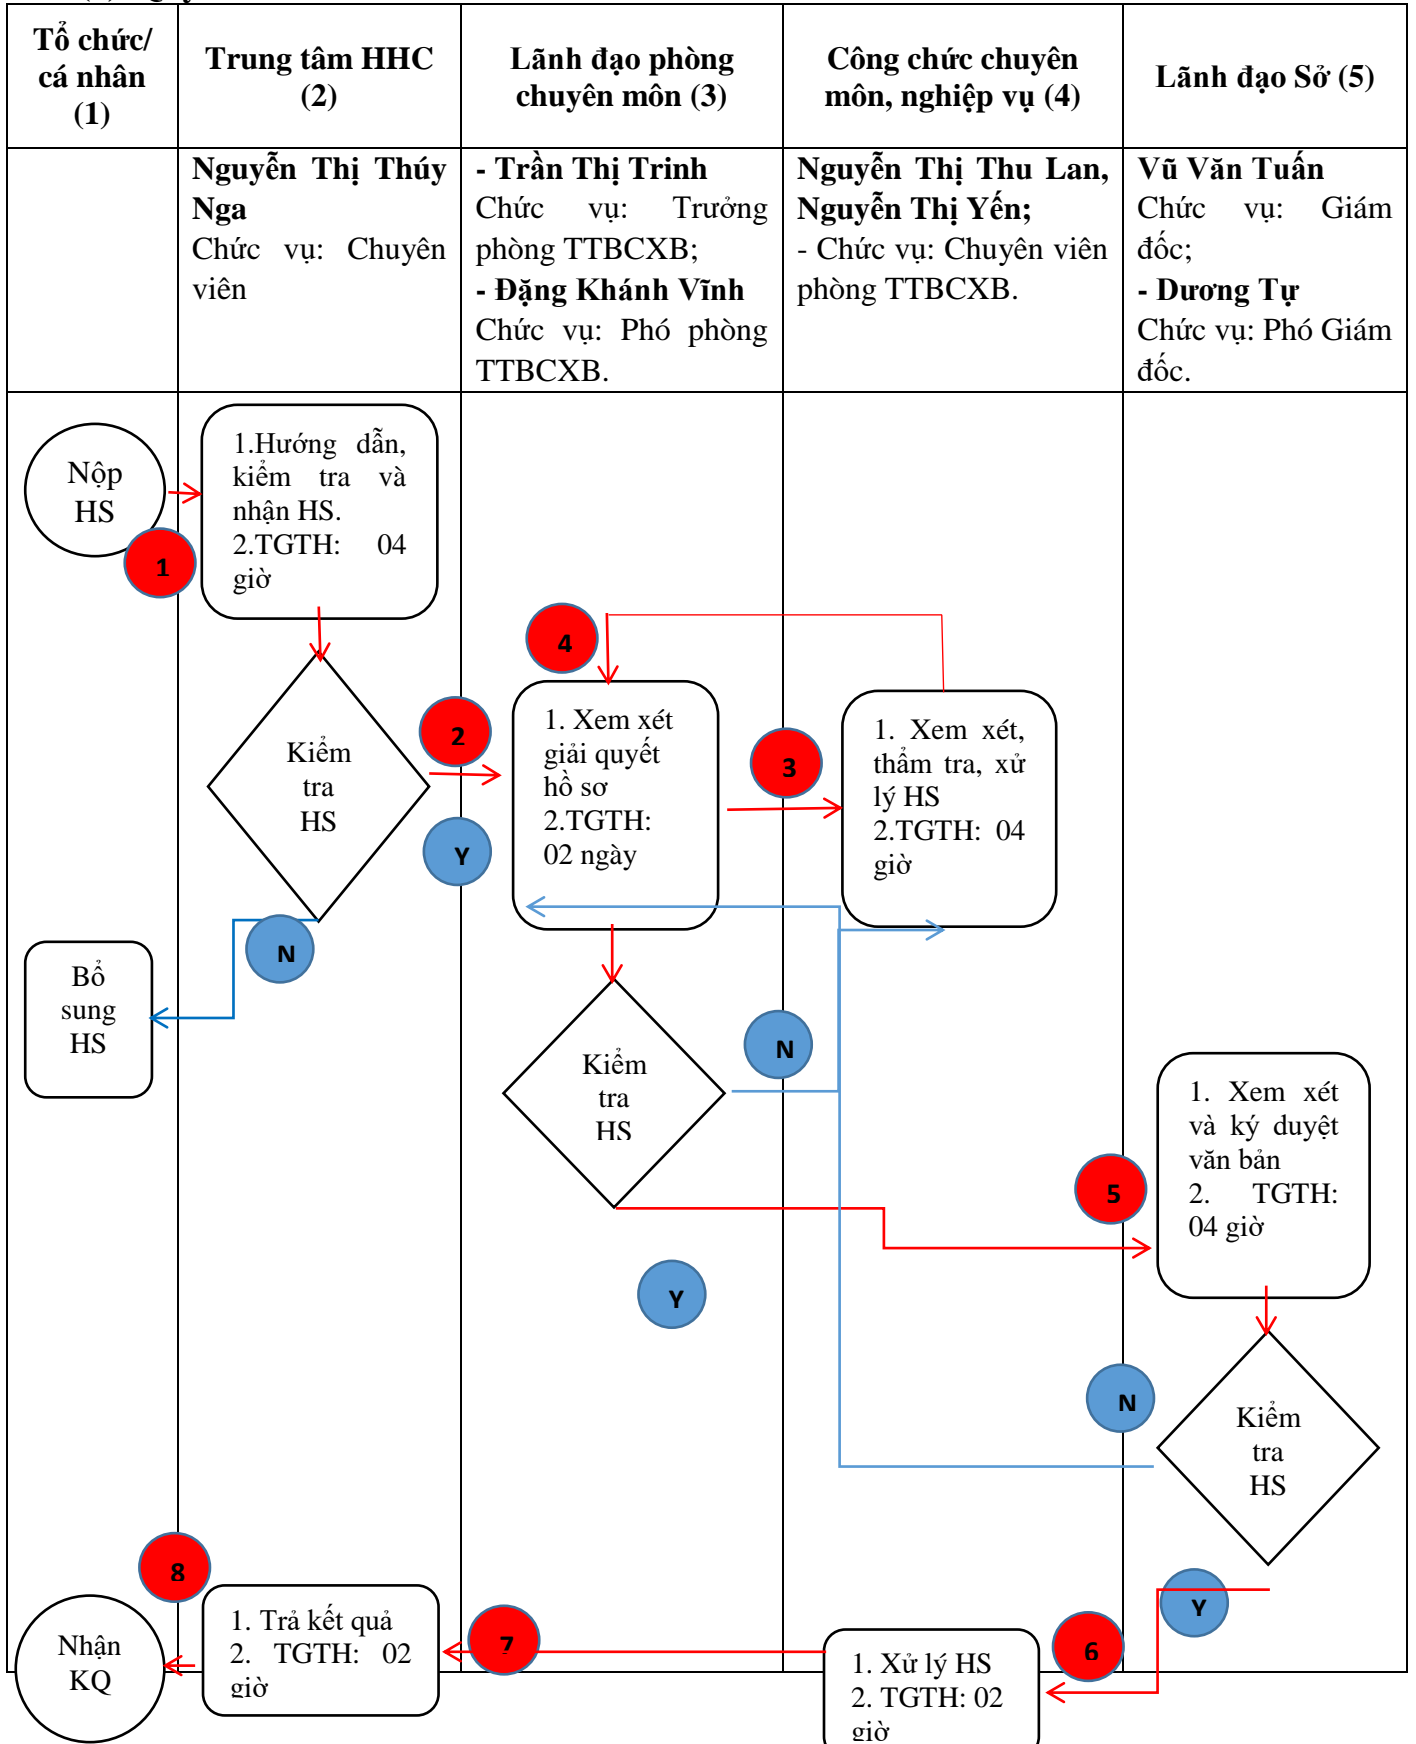 Tổ chức/
cá nhân
(1)
Trung tâm HHC
(2)
Lãnh đạo phòng
chuyên môn (3)
Công chức chuyên
môn, nghiệp vụ (4)
Lãnh đạo Sở (5)
Nguyễn Thị Thúy
Nga
Chức vụ: Chuyên
viên
- Trần Thị Trinh
Chức vụ: Trưởng
phòng TTBCXB;
- Đặng Khánh Vĩnh
Chức vụ: Phó phòng
TTBCXB.
Nguyễn Thị Thu Lan,
Nguyễn Thị Yến;
- Chức vụ: Chuyên viên
phòng TTBCXB.
Vũ Văn Tuấn
Chức vụ: Giám
đốc;
- Dương Tự
Chức vụ: Phó Giám
đốc.
Nộp
HS
1
1.Hướng dẫn,
kiểm tra và
nhận HS.
2.TGTH: 04
giờ
Kiểm
tra
HS
2
Y
N
Bổ
sung
HS
4
1. Xem xét
giải quyết
hồ sơ
2.TGTH:
02 ngày
3
1. Xem xét,
thẩm tra, xử
lý HS
2.TGTH: 04
giờ
Kiểm
tra
HS
N
Y
5
1. Xem xét
và ký duyệt
văn bản
2. TGTH:
04 giờ
Kiểm
tra
HS
N
Y
6
1. Xử lý HS
2. TGTH: 02
giờ
7
1. Trả kết quả
2. TGTH: 02
giờ
8
Nhận
KQ